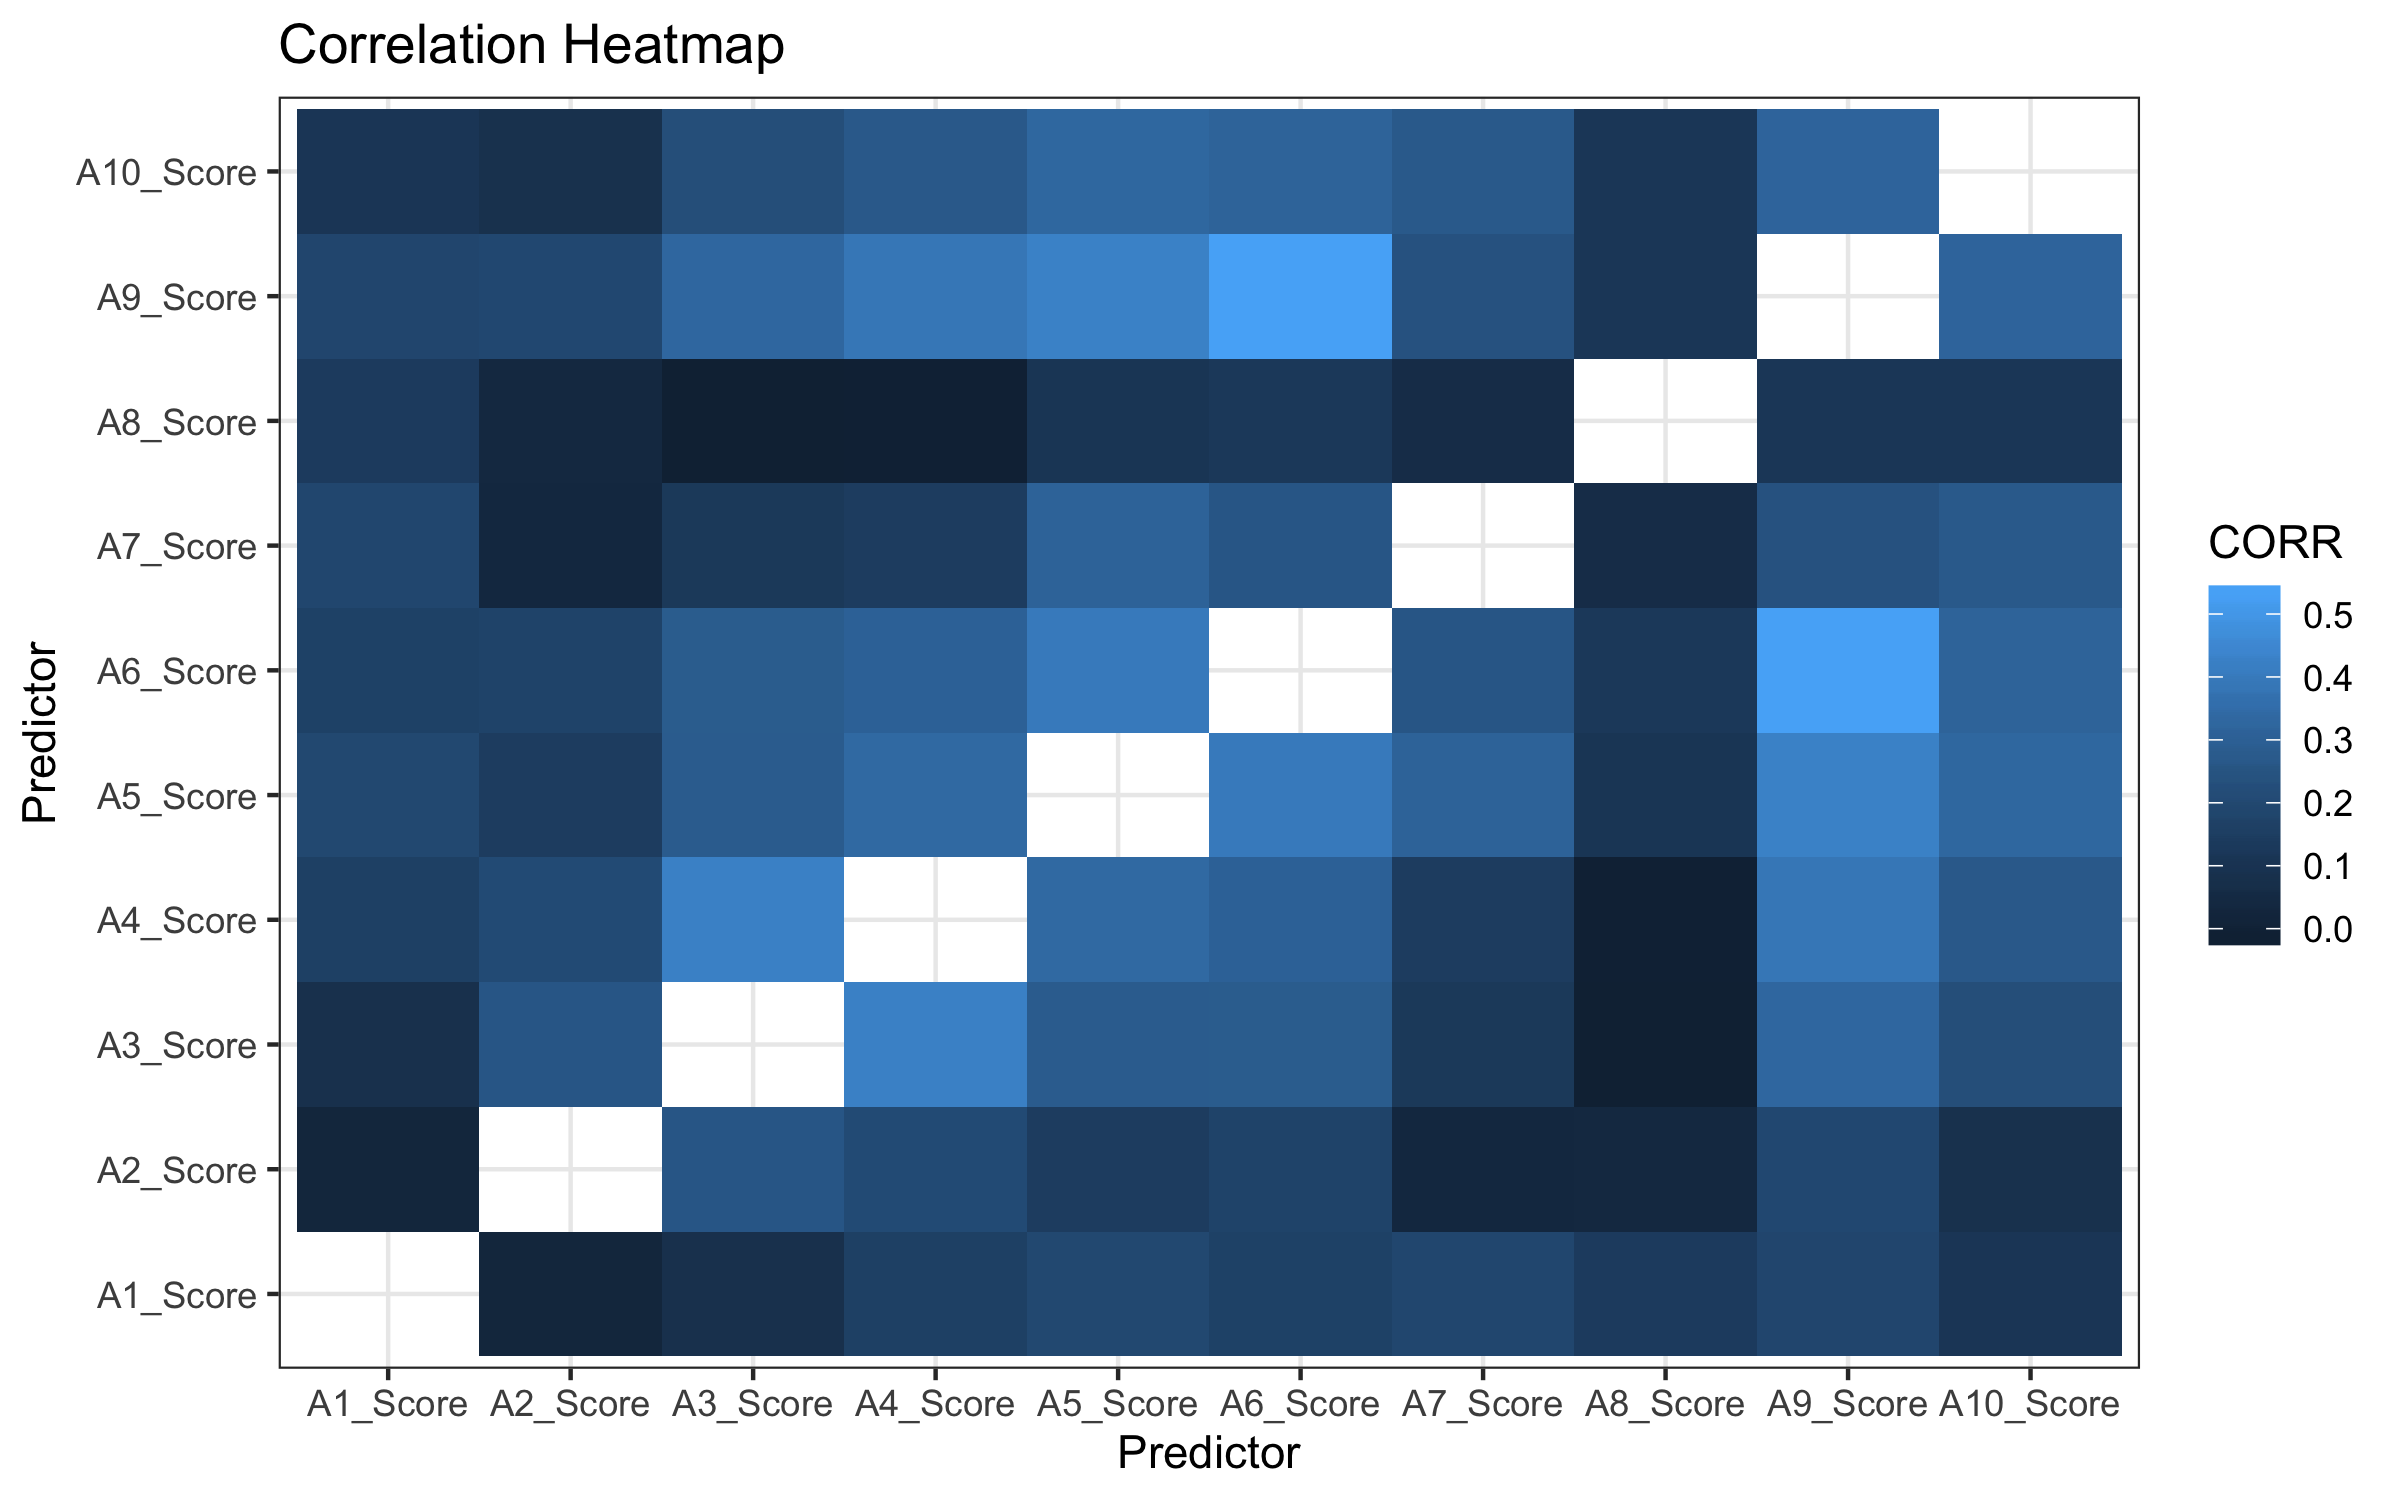 Correlation Heatmap
A10_Score
A9_Score
A8_Score
A7_Score
A6_Score
A5_Score
A4_Score
A3_Score
A2_Score
A1_Score
Predictor
A1_Score A2_Score A3_Score A4_Score A5_Score A6_Score A7_Score A8_Score A9_Score A10_Score
Predictor
CORR
0.5
0.4
0.3
0.2
0.1
0.0